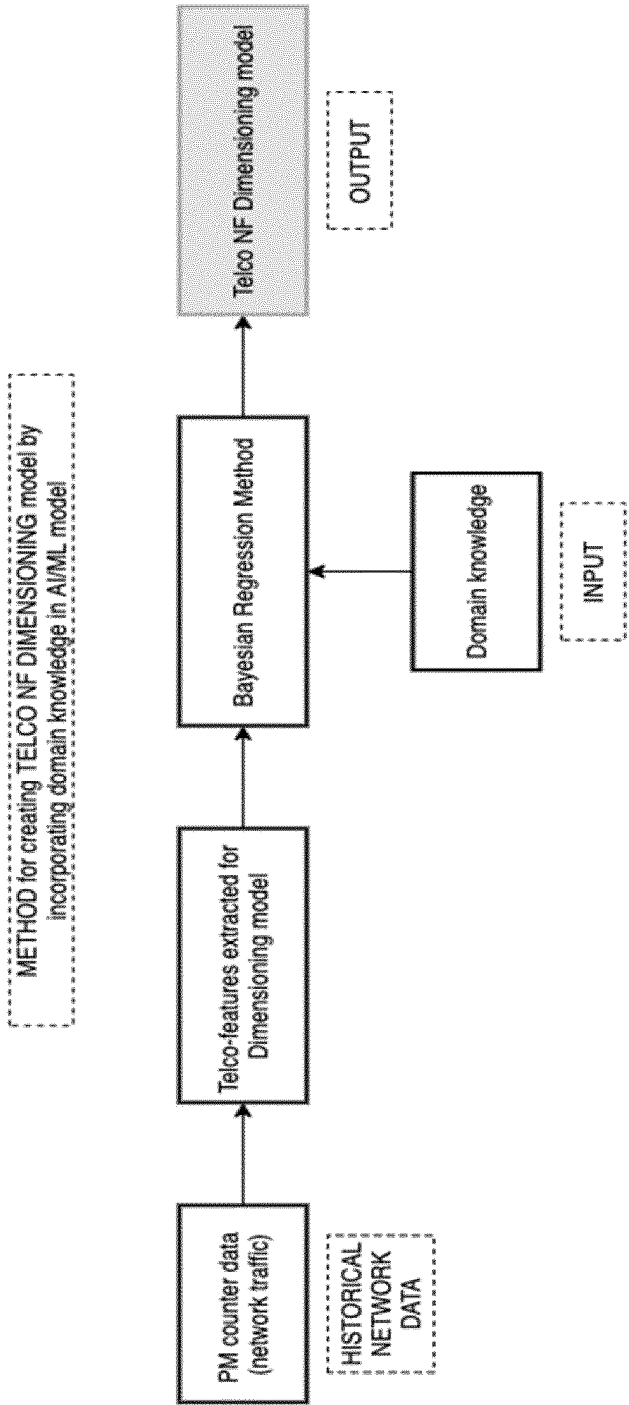 METHOD for creating TELCO NF DIMENSIONING model by
incorporating domain knowledge in AI/ML model
PM counter data
(network traffic)
HISTORICAL
NETWORK
DATA
Telco-features extracted for
Dimensioning model
Bayesian Regression Method
Domain knowledge
INPUT
Telco NF Dimensioning model
OUTPUT